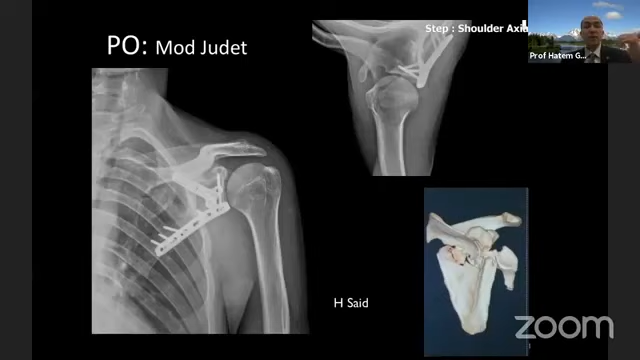 PO: Mod Judet
Step : Shoulder Axi
Prof Hatem G...
H Said
zoom